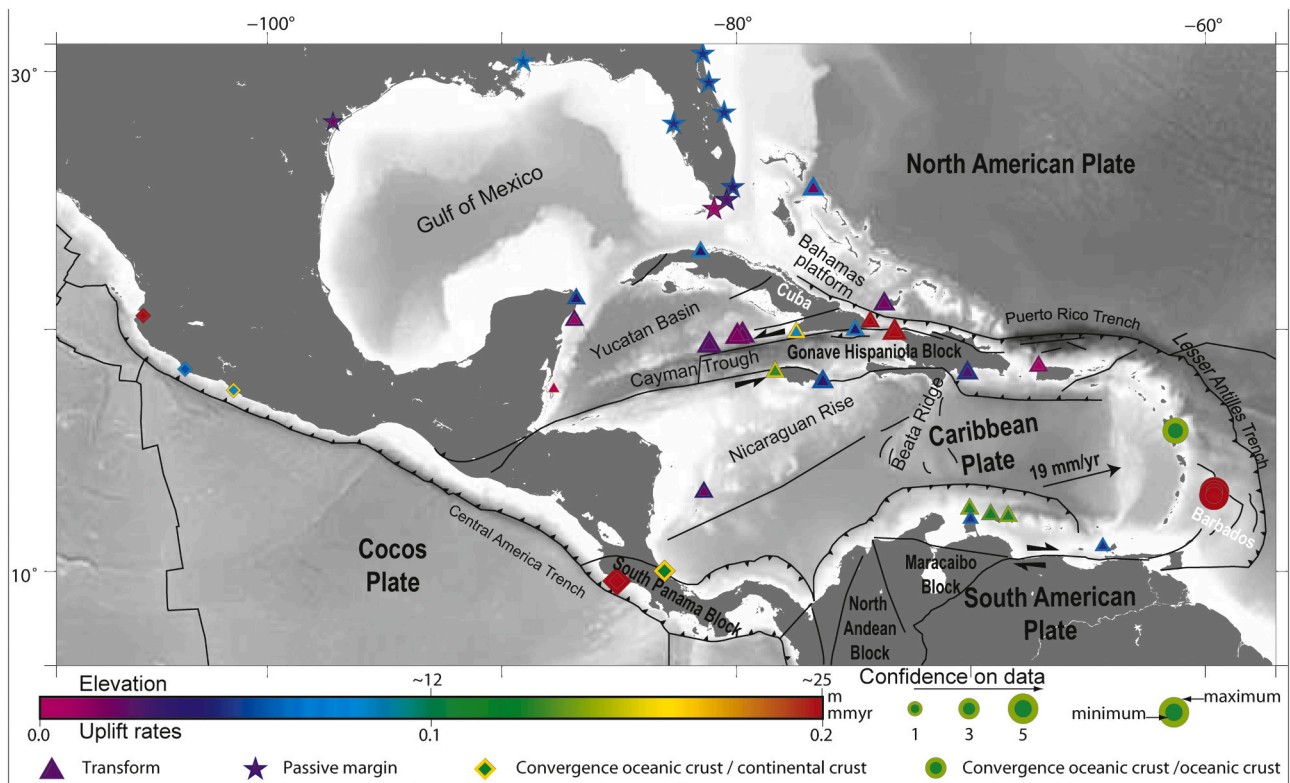 −100°
−80°
−60°
30°
North American Plate
Gulf of Mexico
Bahamas
platform
Cuba
Puerto Rico Trench
Yucatan Basin
Lesser Antilles Trench
Gonave Hispaniola Block
Cayman Trough
Beata Ridge
Nicaraguan Rise
Caribbean
Plate
19 mm/yr
Barbados
Central America Trench
Cocos
Plate
10°
South Panama Block
Maracaibo
Block
South American
Plate
North
Andean
Block
Elevation
~12
~25
m
mmyr
0.0
Uplift rates
0.1
0.2
Confidence on data
1
3
5
maximum
minimum
Transform
Passive margin
Convergence oceanic crust / continental crust
Convergence oceanic crust /oceanic crust